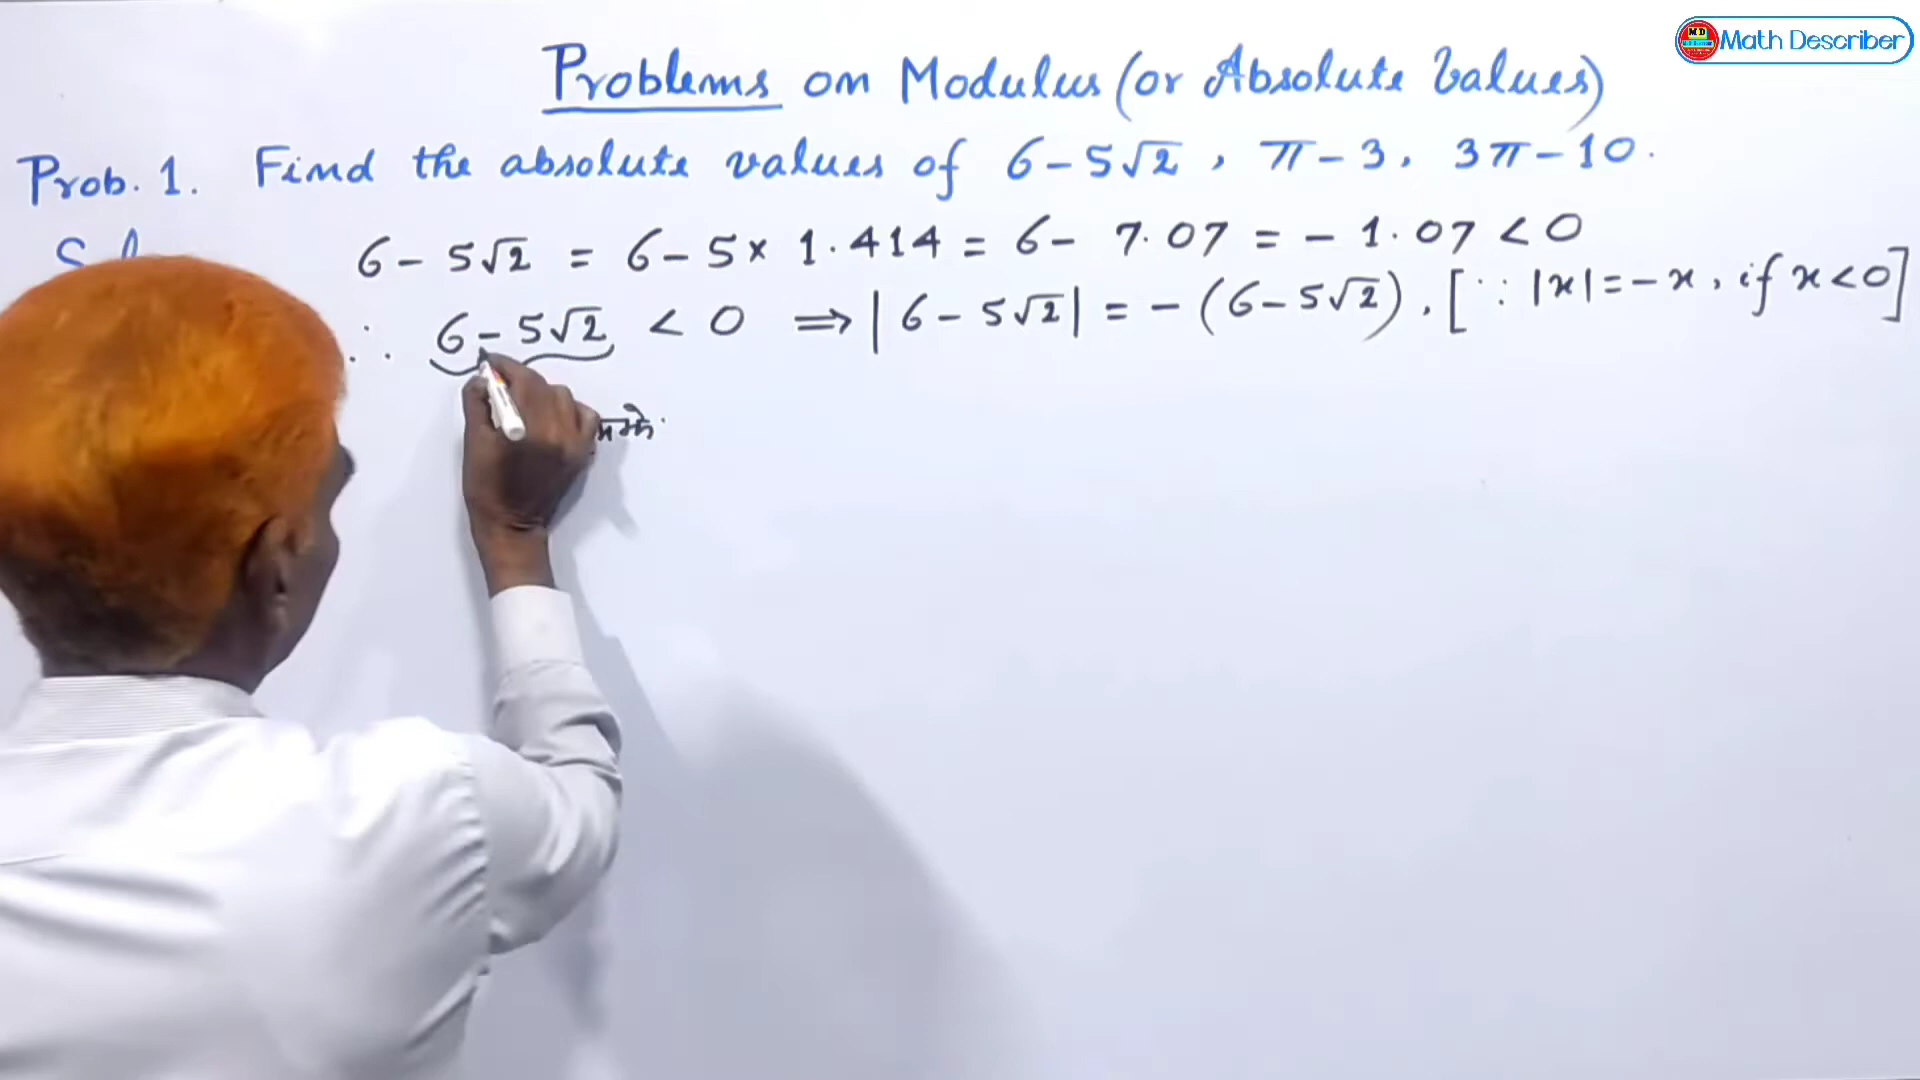 Math Describer
Problems on Modulus (or Absolute Values)
Prob. 1. Find the absolute values of 6-5√2, π-3, 3π-10.
6-5√2 = 6-5× 1.414 = 6- 7.07 = -1.07 < 0
∴ 6-5√2 < 0 ⇒ |6-5√2| = -(6-5√2). [∵ |x|=-x, if x<0]